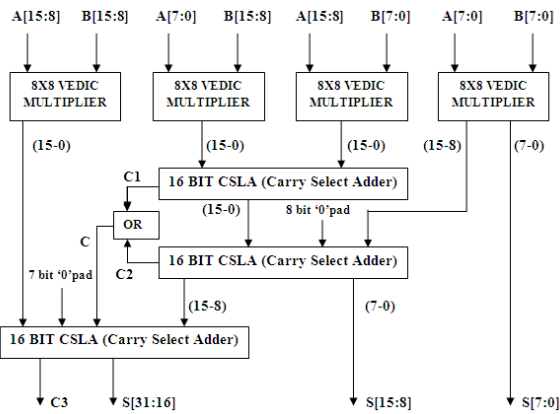 A[15:8] B[15:8] A[7:0] B[15:8] A[15:8] B[7:0] A[7:0] B[7:0]
8X8 VEDIC MULTIPLIER
8X8 VEDIC MULTIPLIER
8X8 VEDIC MULTIPLIER
8X8 VEDIC MULTIPLIER
(15-0) (15-0) (15-0) (15-8) (7-0)
C1 16 BIT CSLA (Carry Select Adder)
(15-0) 8 bit ‘0’pad
OR
C
C2 16 BIT CSLA (Carry Select Adder)
7 bit ‘0’pad
(15-8) (7-0)
16 BIT CSLA (Carry Select Adder)
C3 S[31:16] S[15:8] S[7:0]